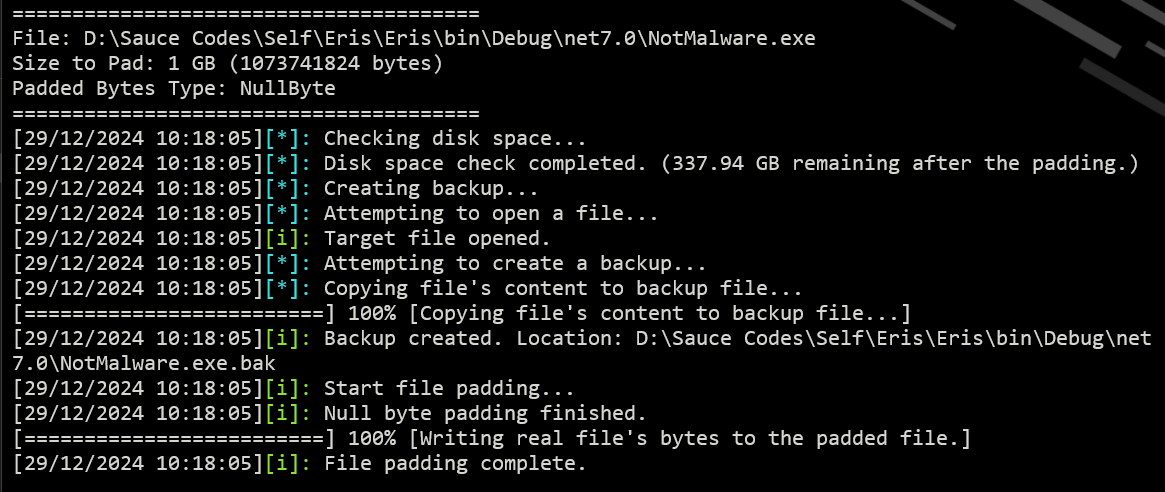 =======================================
File: D:\Sauce Codes\Self\Eris\Eris\bin\Debug\net7.0\NotMalware.exe
Size to Pad: 1 GB (1073741824 bytes)
Padded Bytes Type: NullByte
=======================================
[29/12/2024 10:18:05][*]: Checking disk space...
[29/12/2024 10:18:05][*]: Disk space check completed. (337.94 GB remaining after the padding.)
[29/12/2024 10:18:05][*]: Creating backup...
[29/12/2024 10:18:05][*]: Attempting to open a file...
[29/12/2024 10:18:05][i]: Target file opened.
[29/12/2024 10:18:05][*]: Attempting to create a backup...
[29/12/2024 10:18:05][*]: Copying file's content to backup file...
[=========================] 100% [Copying file's content to backup file...]
[29/12/2024 10:18:05][i]: Backup created. Location: D:\Sauce Codes\Self\Eris\Eris\bin\Debug\net
7.0\NotMalware.exe.bak
[29/12/2024 10:18:05][i]: Start file padding...
[29/12/2024 10:18:05][i]: Null byte padding finished.
[=========================] 100% [Writing real file's bytes to the padded file.]
[29/12/2024 10:18:05][i]: File padding complete.